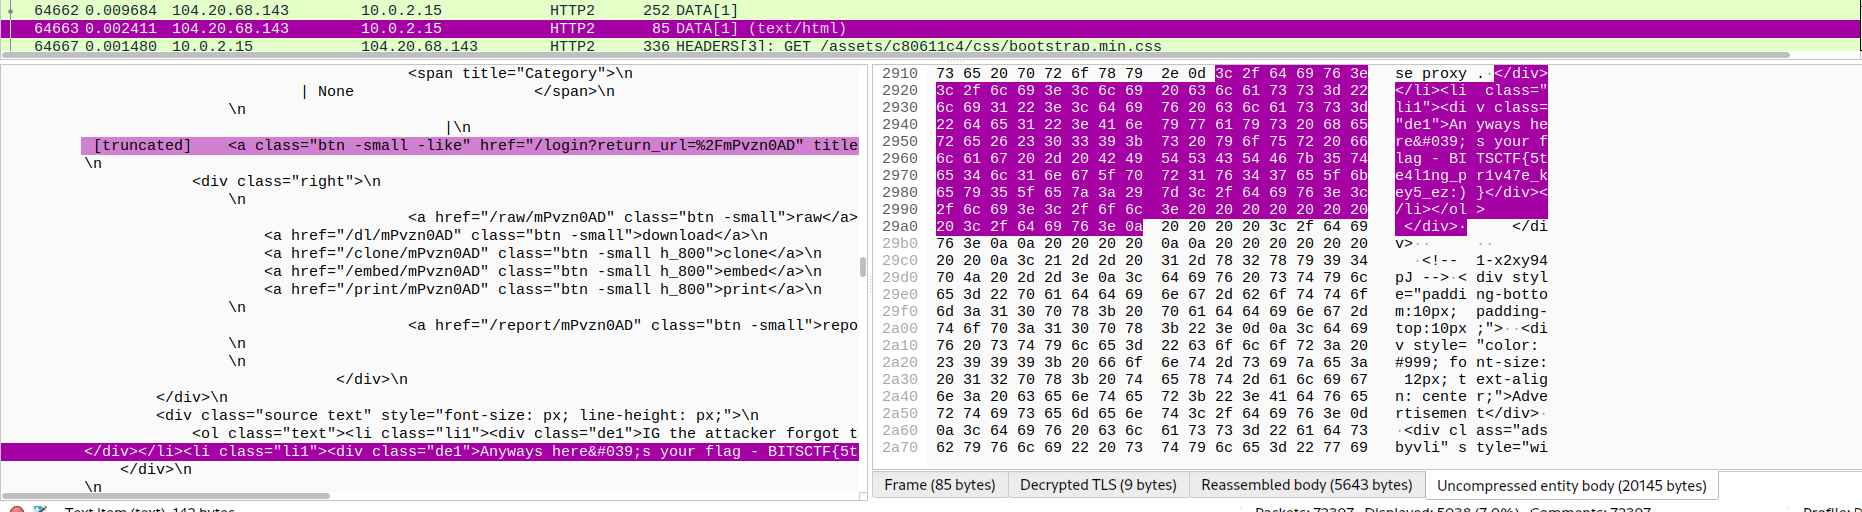 64662 0.009684 104.20.68.143 10.0.2.15 HTTP2 252 DATA[1]
64663 0.002411 104.20.68.143 10.0.2.15 HTTP2 85 DATA[1] (text/html)
64667 0.001480 10.0.2.15 104.20.68.143 HTTP2 336 HEADERS[3]: GET /assets/c80611c4/css/bootstrap.min.css
<span title="Category">\n
| None </span>\n
\n
|\n
[truncated] <a class="btn -small -like" href="/login?return_url=%2FmPvzn0AD" title
\n
<div class="right">\n
\n
<a href="/raw/mPvzn0AD" class="btn -small">raw</a>
<a href="/dl/mPvzn0AD" class="btn -small">download</a>\n
<a href="/clone/mPvzn0AD" class="btn -small h_800">clone</a>\n
<a href="/embed/mPvzn0AD" class="btn -small h_800">embed</a>\n
<a href="/print/mPvzn0AD" class="btn -small h_800">print</a>\n
\n
<a href="/report/mPvzn0AD" class="btn -small">repo
\n
\n
</div>\n
</div>\n
<div class="source text" style="font-size: px; line-height: px;">\n
<ol class="text"><li class="li1"><div class="de1">IG the attacker forgot t
</div></li><li class="li1"><div class="de1">Anyways here&#039;s your flag - BITSCTF{5t
</div>\n
\n
2910 73 65 20 70 72 6f 78 79 2e 0d 3c 2f 64 69 76 3e se proxy .·</div>
2920 3c 2f 6c 69 3e 3c 6c 69 20 63 6c 61 73 73 3d 22 </li><li class="
2930 6c 69 31 22 3e 3c 64 69 76 20 63 6c 61 73 73 3d li1"><di v class=
2940 22 64 65 31 22 3e 41 6e 79 77 61 79 73 20 68 65 "de1">An yways he
2950 72 65 26 23 30 33 39 3b 73 20 79 6f 75 72 20 66 re&#039; s your f
2960 6c 61 67 20 2d 20 42 49 54 53 43 54 46 7b 35 74 lag - BI TSCTF{5t
2970 65 34 6c 31 6e 67 5f 70 72 31 76 34 37 65 5f 6b e4l1ng_p r1v47e_k
2980 65 79 35 5f 65 7a 3a 29 7d 3c 2f 64 69 76 3e 3c ey5_ez:) }</div><
2990 2f 6c 69 3e 3c 2f 6f 6c 3e 20 20 20 20 20 20 20 /li></ol >
29a0 20 3c 2f 64 69 76 3e 0a 20 20 20 20 3c 2f 64 69 </div>· </di
29b0 76 3e 0a 0a 20 20 20 20 0a 0a 20 20 20 20 20 20 v>·· ··
29c0 20 20 0a 3c 21 2d 2d 20 31 2d 78 32 78 79 39 34 ·<!-- 1-x2xy94
29d0 70 4a 20 2d 2d 3e 0a 3c 64 69 76 20 73 74 79 6c pJ -->·< div styl
29e0 65 3d 22 70 61 64 64 69 6e 67 2d 62 6f 74 74 6f e="paddi ng-botto
29f0 6d 3a 31 30 70 78 3b 20 70 61 64 64 69 6e 67 2d m:10px; padding-
2a00 74 6f 70 3a 31 30 70 78 3b 22 3e 0d 0a 3c 64 69 top:10px ;">··<di
2a10 76 20 73 74 79 6c 65 3d 22 63 6f 6c 6f 72 3a 20 v style= "color:
2a20 23 39 39 39 3b 20 66 6f 6e 74 2d 73 69 7a 65 3a #999; fo nt-size:
2a30 20 31 32 70 78 3b 20 74 65 78 74 2d 61 6c 69 67 12px; t ext-alig
2a40 6e 3a 20 63 65 6e 74 65 72 3b 22 3e 41 64 76 65 n: cente r;">Adve
2a50 72 74 69 73 65 6d 65 6e 74 3c 2f 64 69 76 3e 0d rtisemen t</div>·
2a60 0a 3c 64 69 76 20 63 6c 61 73 73 3d 22 61 64 73 ·<div cl ass="ads
2a70 62 79 76 6c 69 22 20 73 74 79 6c 65 3d 22 77 69 byvli" s tyle="wi
Frame (85 bytes) Decrypted TLS (9 bytes) Reassembled body (5643 bytes) Uncompressed entity body (20145 bytes)